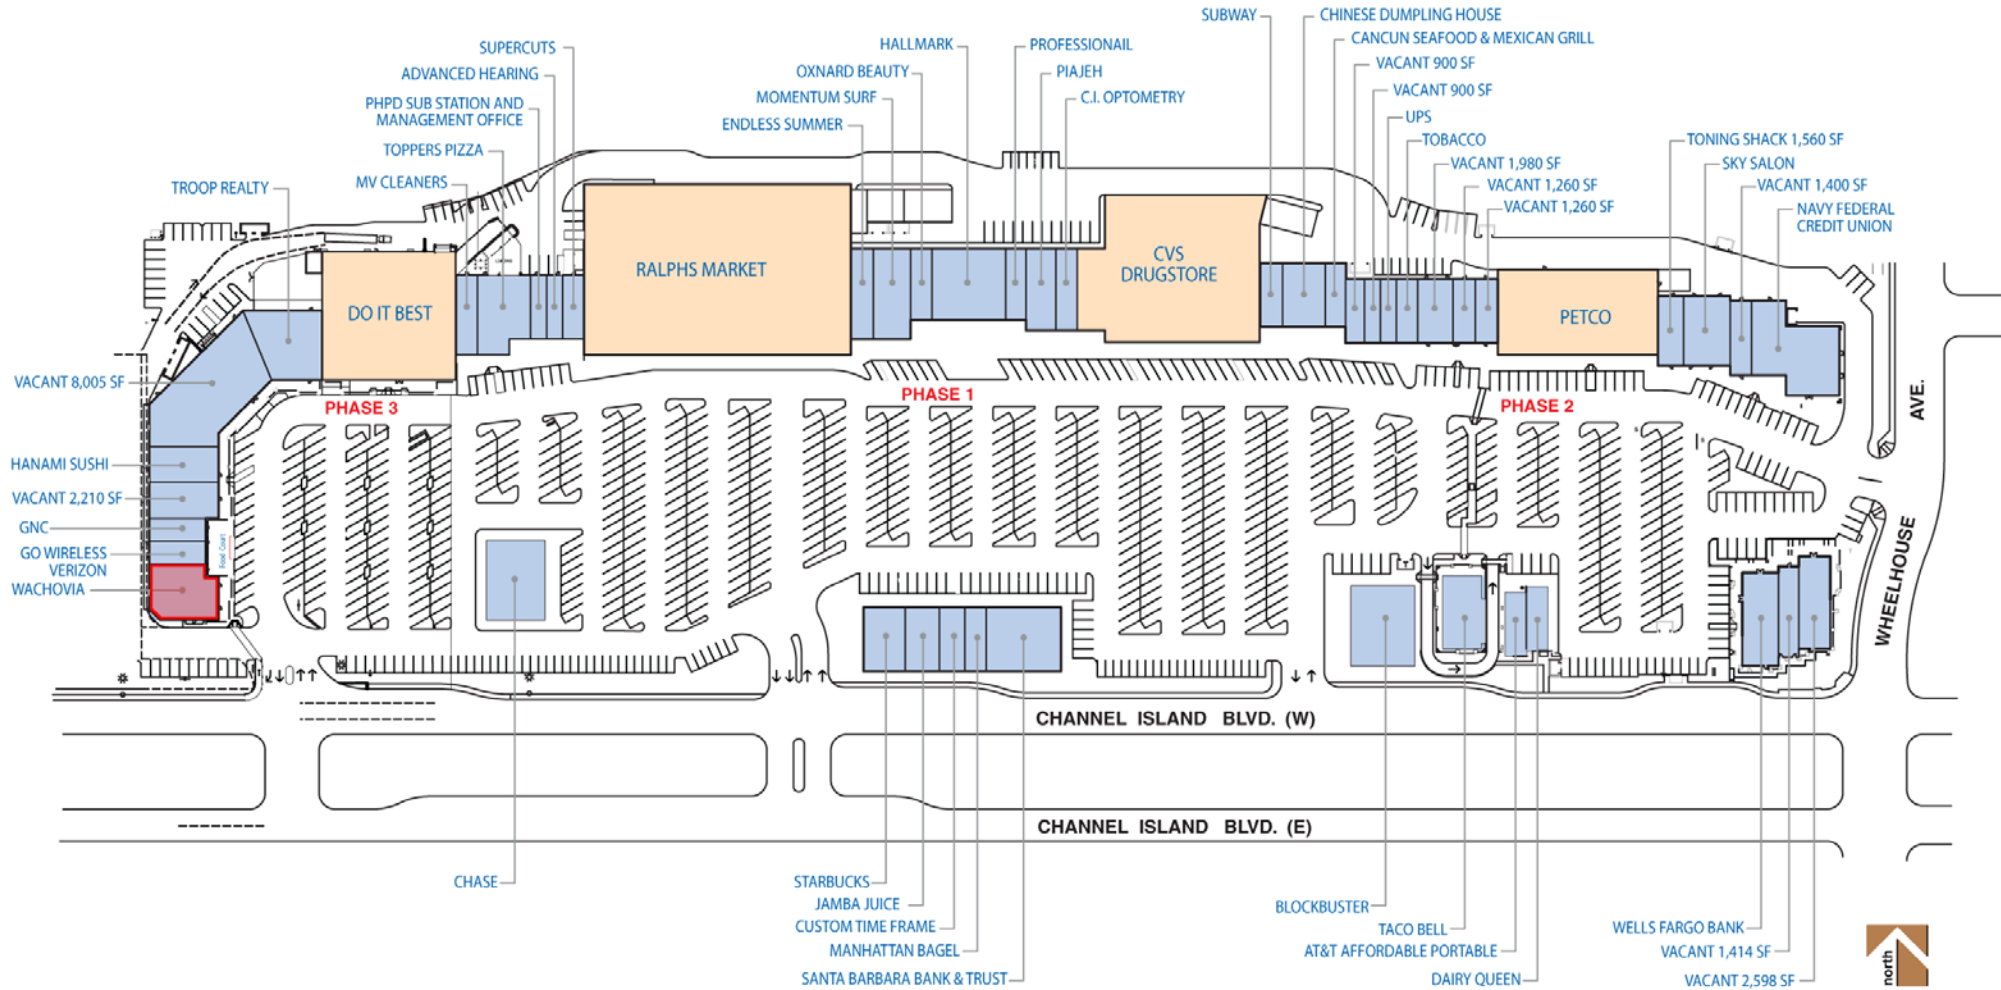 SUBWAY
CHINESE DUMPLING HOUSE
CANCUN SEAFOOD & MEXICAN GRILL
SUPERCUTS
HALLMARK
PROFESSIONAIL
VACANT 900 SF
ADVANCED HEARING
OXNARD BEAUTY
PIAJEH
VACANT 900 SF
PHPD SUB STATION AND
MANAGEMENT OFFICE
MOMENTUM SURF
C.I. OPTOMETRY
UPS
ENDLESS SUMMER
TOBACCO
TOPPERS PIZZA
VACANT 1,980 SF
TONING SHACK 1,560 SF
SKY SALON
MV CLEANERS
TROOP REALTY
VACANT 1,260 SF
VACANT 1,400 SF
VACANT 1,260 SF
NAVY FEDERAL
CREDIT UNION
RALPHS MARKET
CVS
DRUGSTORE
DO IT BEST
PETCO
VACANT 8,005 SF
PHASE 3
PHASE 1
PHASE 2
AVE.
WHEELHOUSE
HANAMI SUSHI
VACANT 2,210 SF
GNC
GO WIRELESS
VERIZON
Food Court
WACHOVIA
CHANNEL ISLAND BLVD. (W)
CHANNEL ISLAND BLVD. (E)
CHASE
STARBUCKS
JAMBA JUICE
CUSTOM TIME FRAME
MANHATTAN BAGEL
SANTA BARBARA BANK & TRUST
BLOCKBUSTER
TACO BELL
AT&T AFFORDABLE PORTABLE
DAIRY QUEEN
WELLS FARGO BANK
VACANT 1,414 SF
VACANT 2,598 SF
north